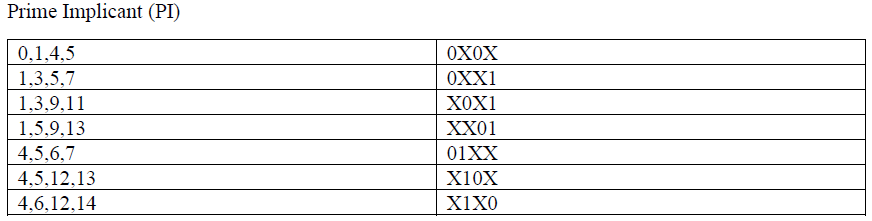 Prime Implicant (PI)
0,1,4,5 0X0X
1,3,5,7 0XX1
1,3,9,11 X0X1
1,5,9,13 XX01
4,5,6,7 01XX
4,5,12,13 X10X
4,6,12,14 X1X0